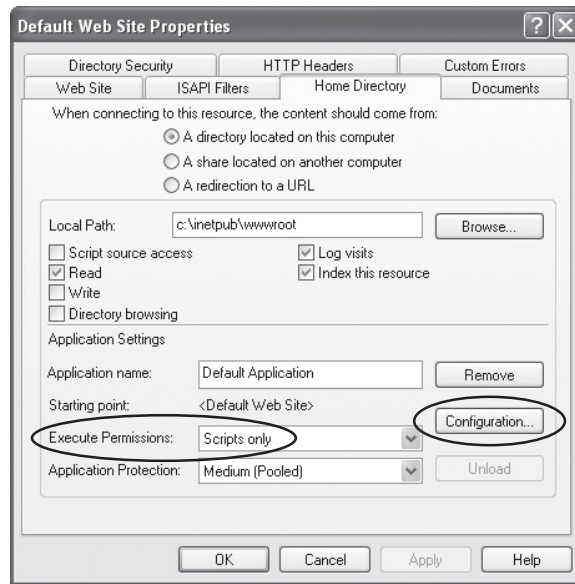 Default Web Site Properties
Directory Security HTTP Headers Custom Errors
Web Site ISAPI Filters Home Directory Documents
When connecting to this resource, the content should come from:
A directory located on this computer
A share located on another computer
A redirection to a URL
Local Path: c:\inetpub\wwwroot Browse...
Script source access Log visits
Read Index this resource
Write
Directory browsing
Application Settings
Application name: Default Application Remove
Starting point: <Default Web Site>
Configuration...
Execute Permissions: Scripts only
Application Protection: Medium (Pooled) Unload
OK Cancel Apply Help